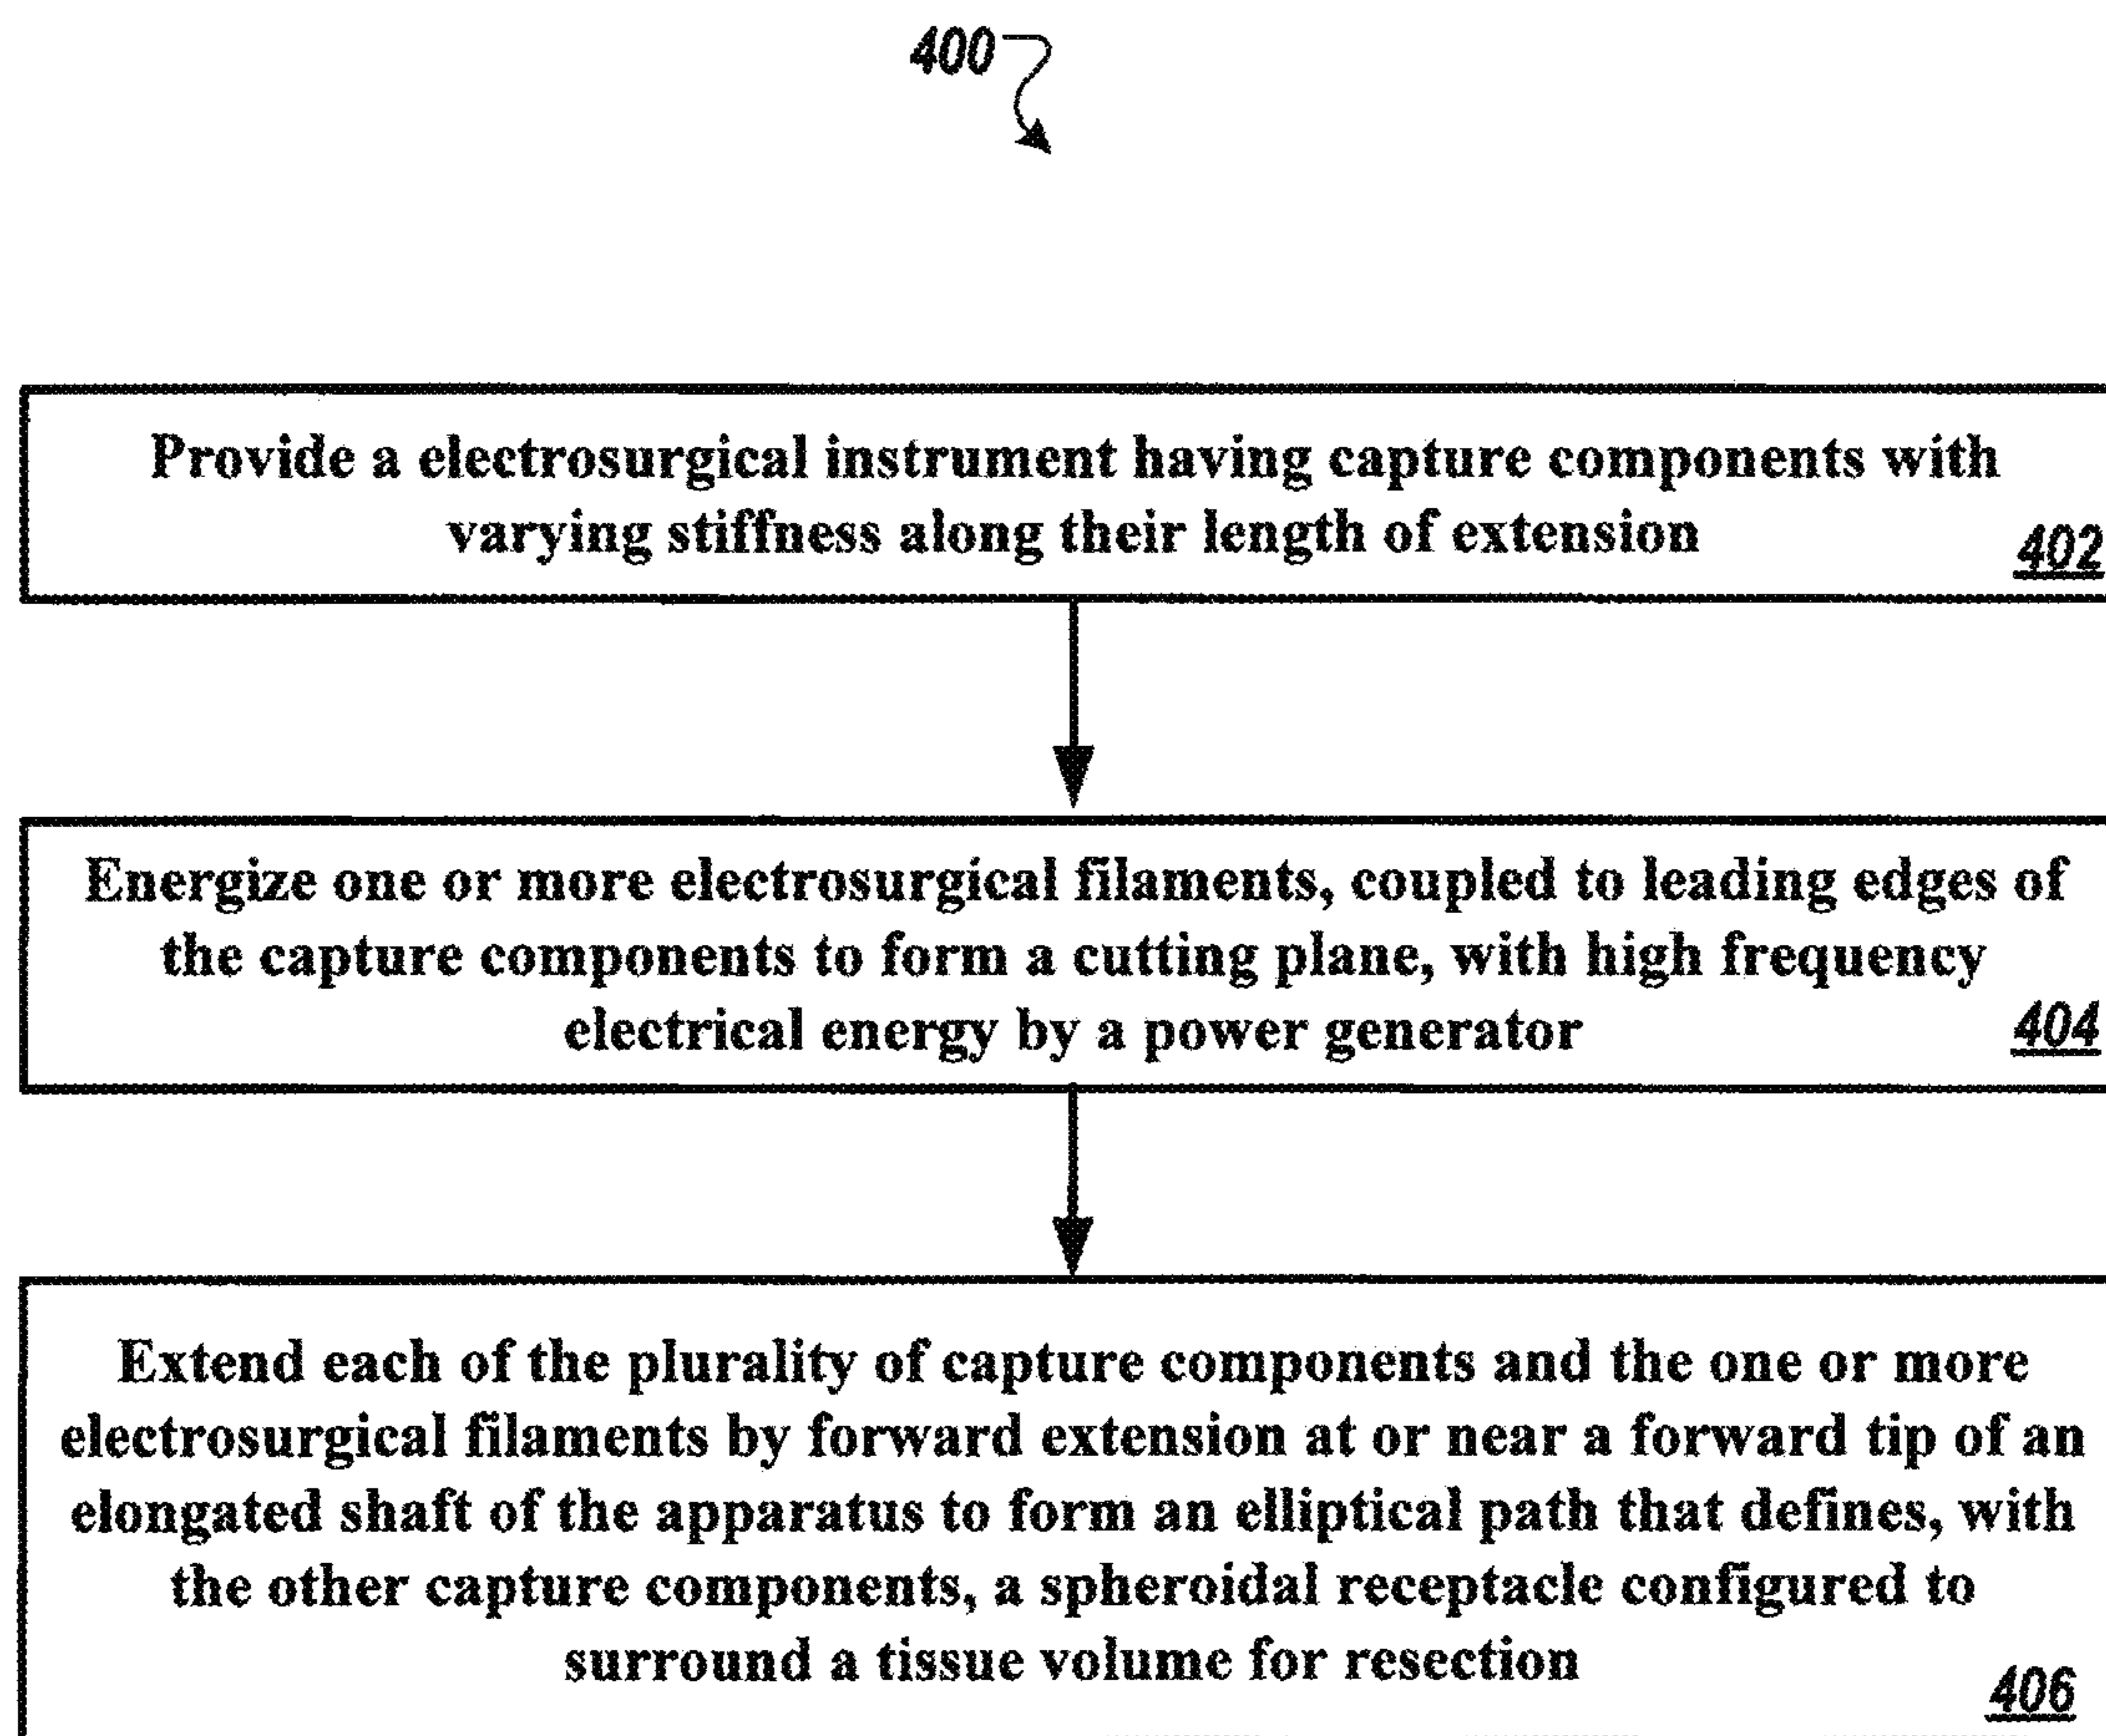 400
Provide a electrosurgical instrument having capture components with
varying stiffness along their length of extension
402
Energize one or more electrosurgical filaments, coupled to leading edges of
the capture components to form a cutting plane, with high frequency
electrical energy by a power generator
404
Extend each of the plurality of capture components and the one or more
electrosurgical filaments by forward extension at or near a forward tip of an
elongated shaft of the apparatus to form an elliptical path that defines, with
the other capture components, a spheroidal receptacle configured to
surround a tissue volume for resection
406